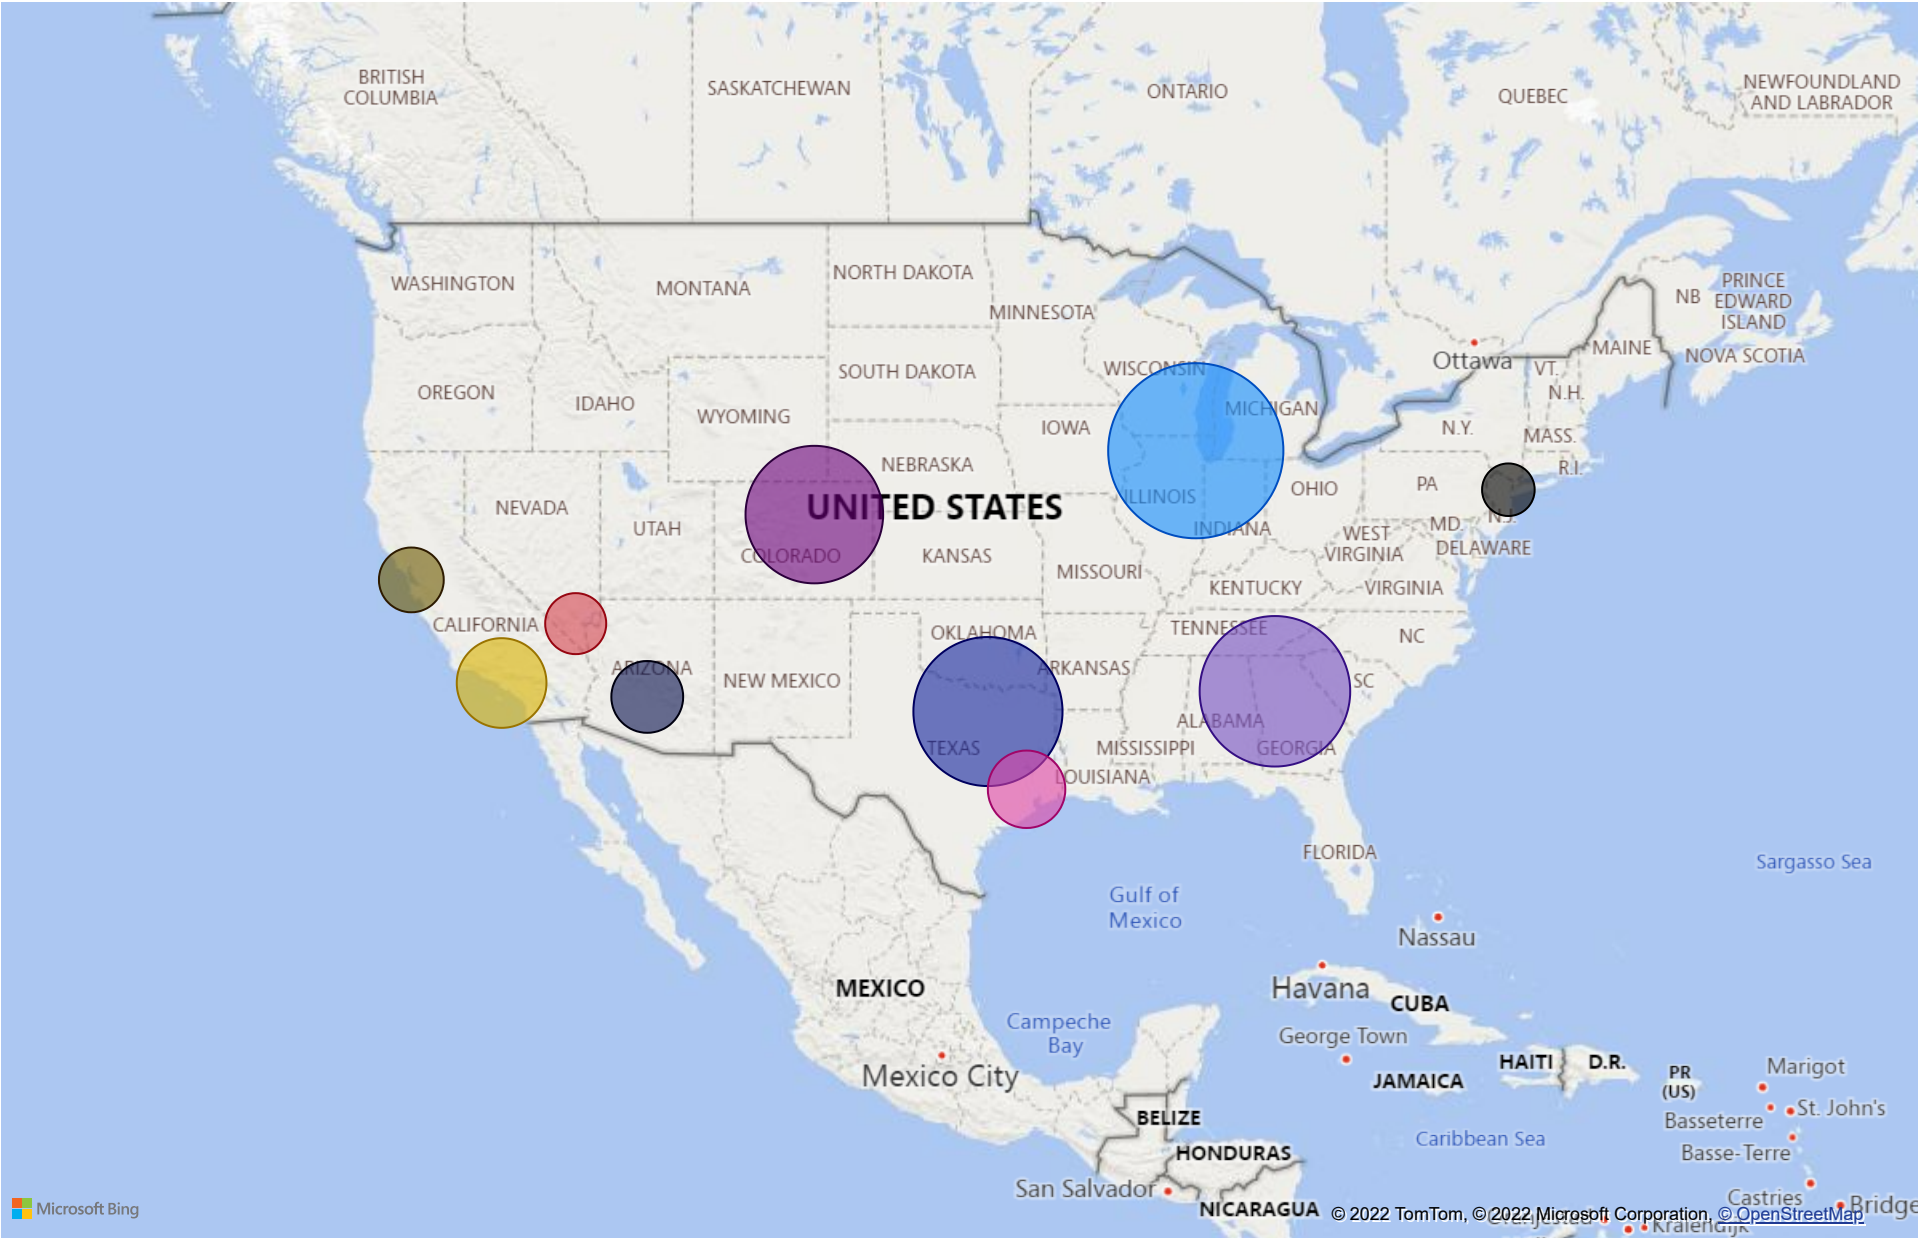 BRITISH
COLUMBIA
SASKATCHEWAN
ONTARIO
QUEBEC
NEWFOUNDLAND
AND LABRADOR
WASHINGTON
MONTANA
NORTH DAKOTA
MINNESOTA
NB
PRINCE
EDWARD
ISLAND
NOVA SCOTIA
MAINE
Ottawa
VT.
N.H.
OREGON
IDAHO
WYOMING
SOUTH DAKOTA
WISCONSIN
MICHIGAN
IOWA
N.Y.
MASS.
R.I.
NEBRASKA
NEVADA
UTAH
UNITED STATES
ILLINOIS
INDIANA
OHIO
PA
N.J.
MD.
DELAWARE
WEST
VIRGINIA
COLORADO
KANSAS
MISSOURI
KENTUCKY
VIRGINIA
CALIFORNIA
OKLAHOMA
TENNESSEE
NC
ARIZONA
NEW MEXICO
ARKANSAS
SC
ALABAMA
TEXAS
MISSISSIPPI
GEORGIA
LOUISIANA
FLORIDA
Sargasso Sea
Gulf of
Mexico
Nassau
MEXICO
Havana
CUBA
Campeche
Bay
George Town
Mexico City
JAMAICA
HAITI
D.R.
PR
(US)
Marigot
BELIZE
Basseterre
St. John's
Caribbean Sea
Basse-Terre
HONDURAS
San Salvador
Castries
NICARAGUA
Bridge
Microsoft Bing
© 2022 TomTom, © 2022 Microsoft Corporation, © OpenStreetMap
Oranjestad
Kralendijk